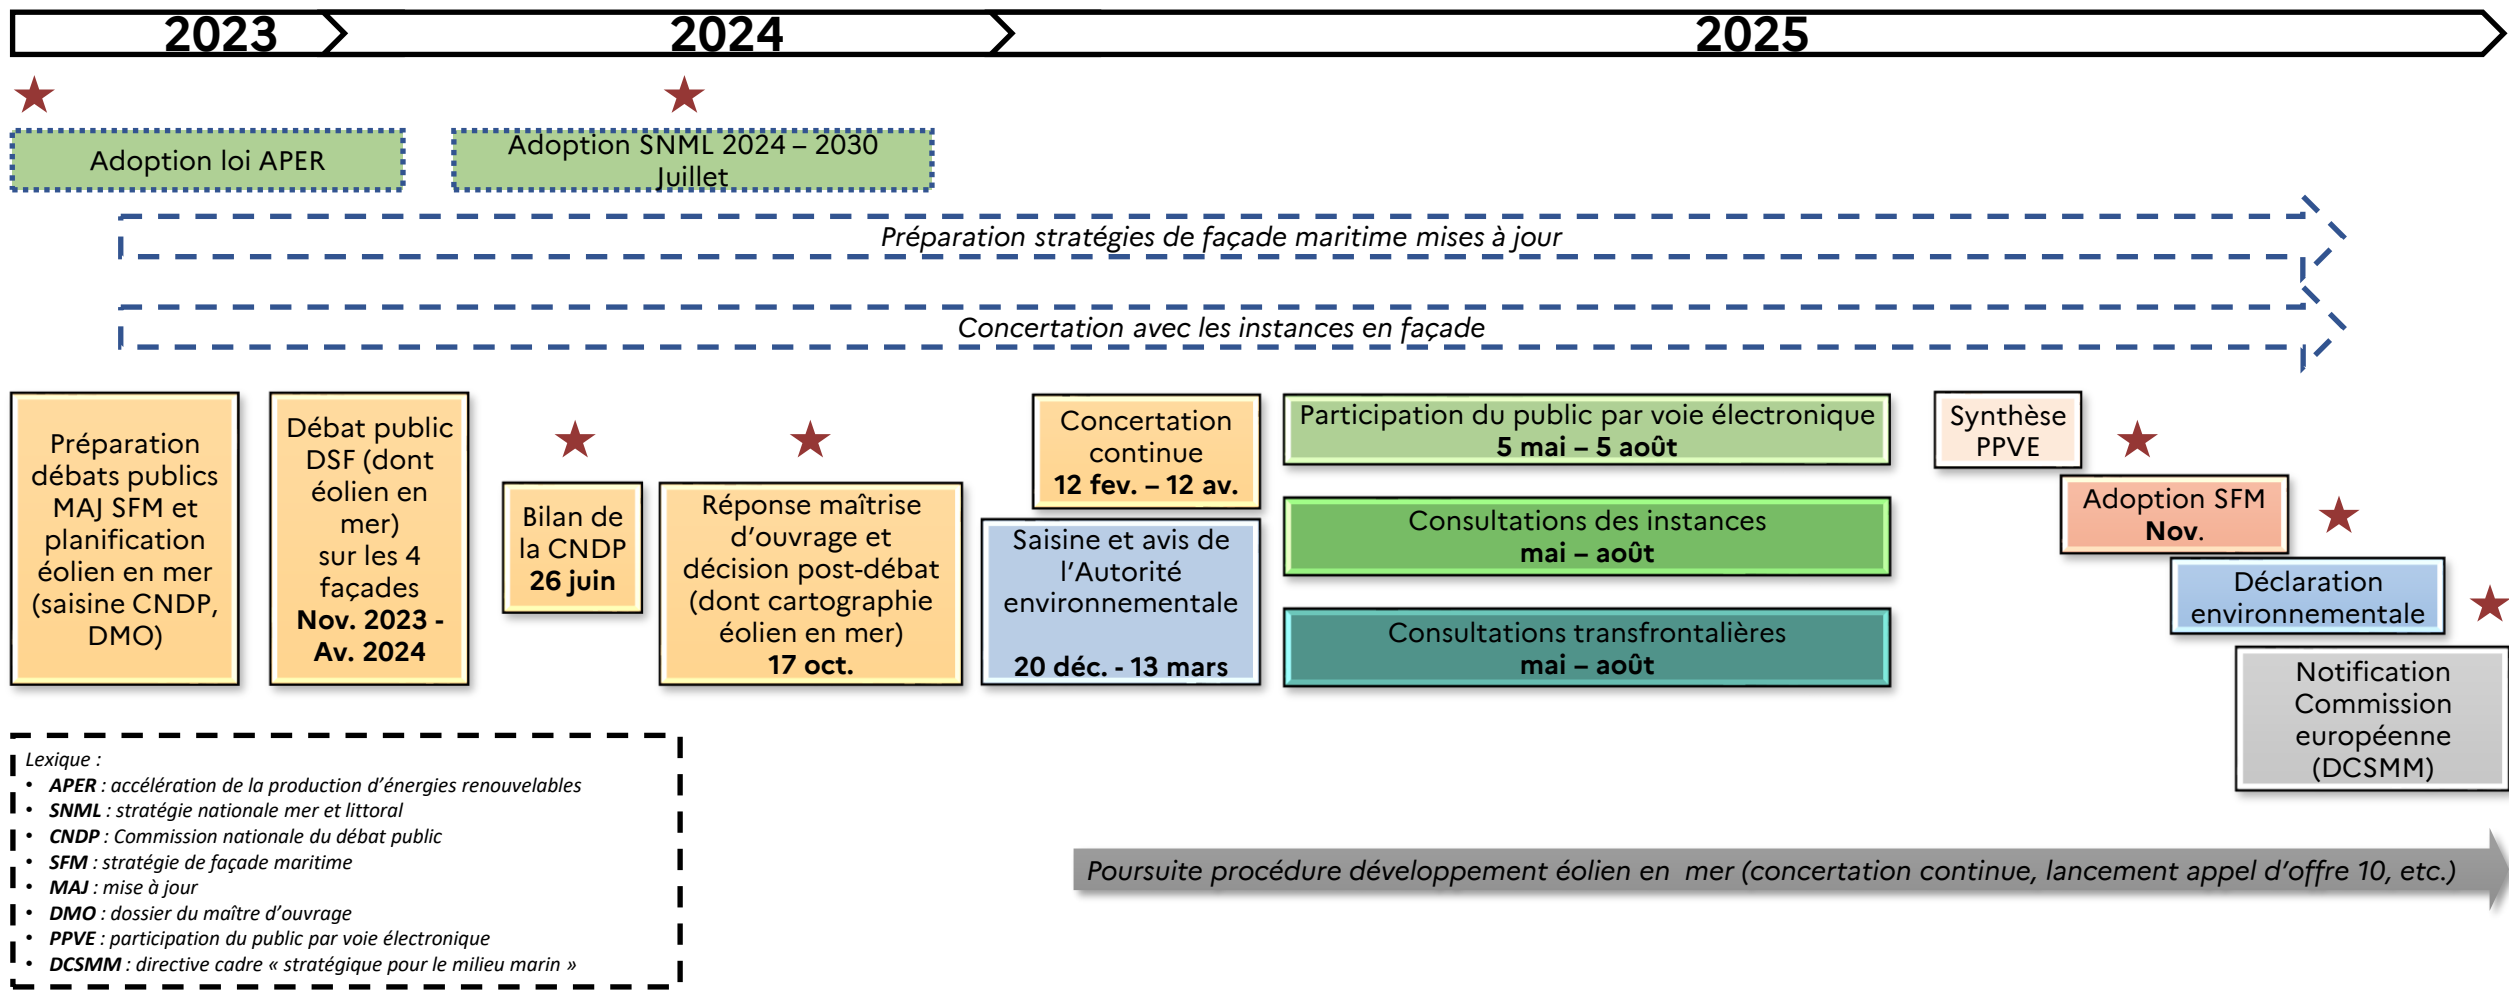 2023
2024
2025
Adoption loi APER
Adoption SNML 2024 – 2030
Juillet
Préparation stratégies de façade maritime mises à jour
Concertation avec les instances en façade
Préparation
débats publics
MAJ SFM et
planification
éolien en mer
(saisine CNDP,
DMO)
Débat public
DSF (dont
éolien en
mer)
sur les 4
façades
Nov. 2023 -
Av. 2024
Bilan de
la CNDP
26 juin
Réponse maîtrise
d’ouvrage et
décision post-débat
(dont cartographie
éolien en mer)
17 oct.
Concertation
continue
12 fev. – 12 av.
Saisine et avis de
l’Autorité
environnementale
20 déc. - 13 mars
Participation du public par voie électronique
5 mai – 5 août
Consultations des instances
mai – août
Consultations transfrontalières
mai – août
Synthèse
PPVE
Adoption SFM
Nov.
Déclaration
environnementale
Notification
Commission
européenne
(DCSMM)
Lexique :
• APER : accélération de la production d’énergies renouvelables
• SNML : stratégie nationale mer et littoral
• CNDP : Commission nationale du débat public
• SFM : stratégie de façade maritime
• MAJ : mise à jour
• DMO : dossier du maître d’ouvrage
• PPVE : participation du public par voie électronique
• DCSMM : directive cadre « stratégique pour le milieu marin »
Poursuite procédure développement éolien en mer (concertation continue, lancement appel d’offre 10, etc.)